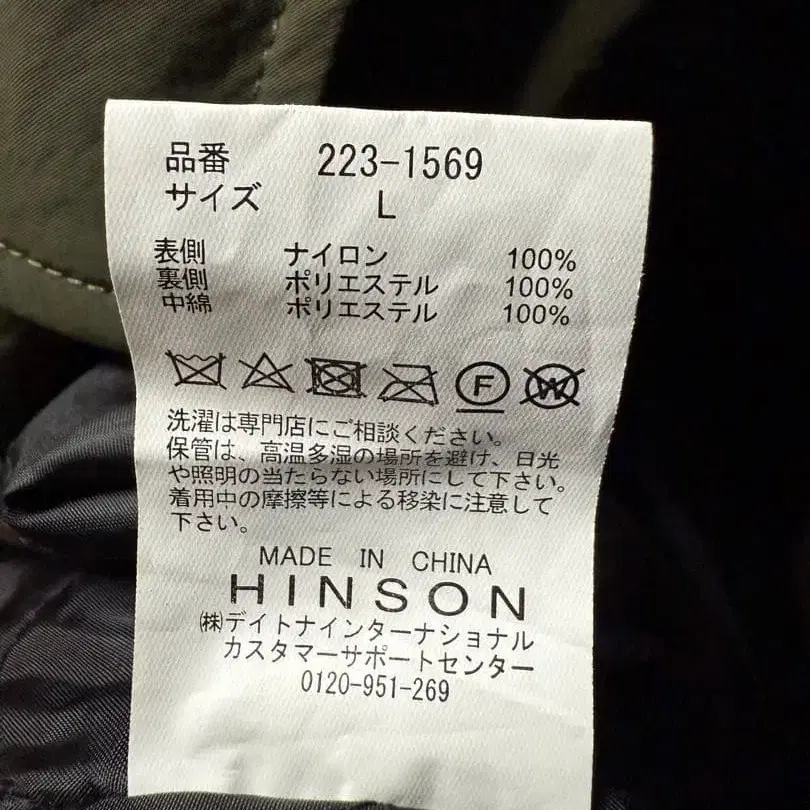 品番 223-1569
サイズ L
表側 ナイロン 100%
裏側 ポリエステル 100%
中綿 ポリエステル 100%
F W
洗濯は専門店にご相談ください。
保管は、高温多湿の場所を避け、日光
や照明の当たらない場所にして下さい。
着用中の摩擦等による移染に注意して
下さい。
MADE IN CHINA
HINSON
㈱デイトナインターナショナル
カスタマーサポートセンター
0120-951-269